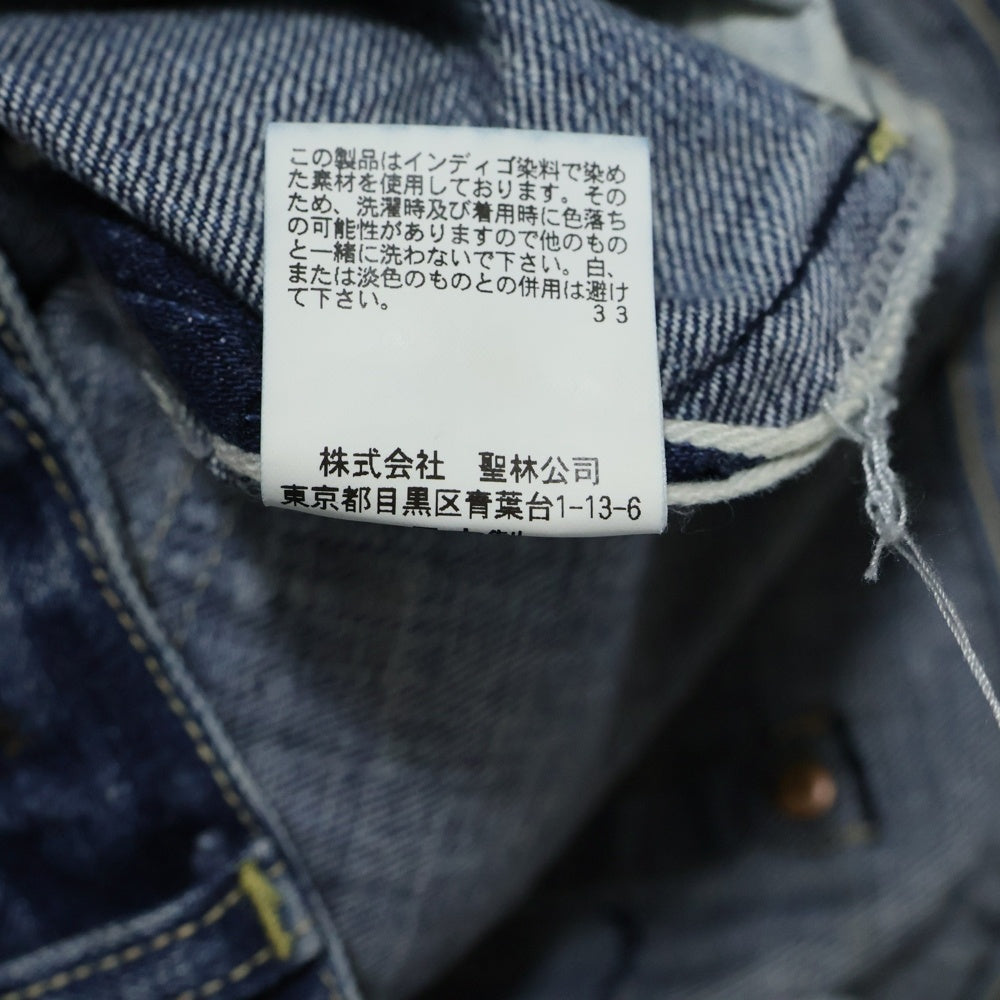 この製品はインディゴ染料で染め
た素材を使用しております。その
ため、洗濯時及び着用時に色落ち
の可能性がありますので他のもの
と一緒に洗わないで下さい。白、
または淡色のものとの併用は避け
て下さい。
33
株式会社 聖林公司
東京都目黒区青葉台1-13-6